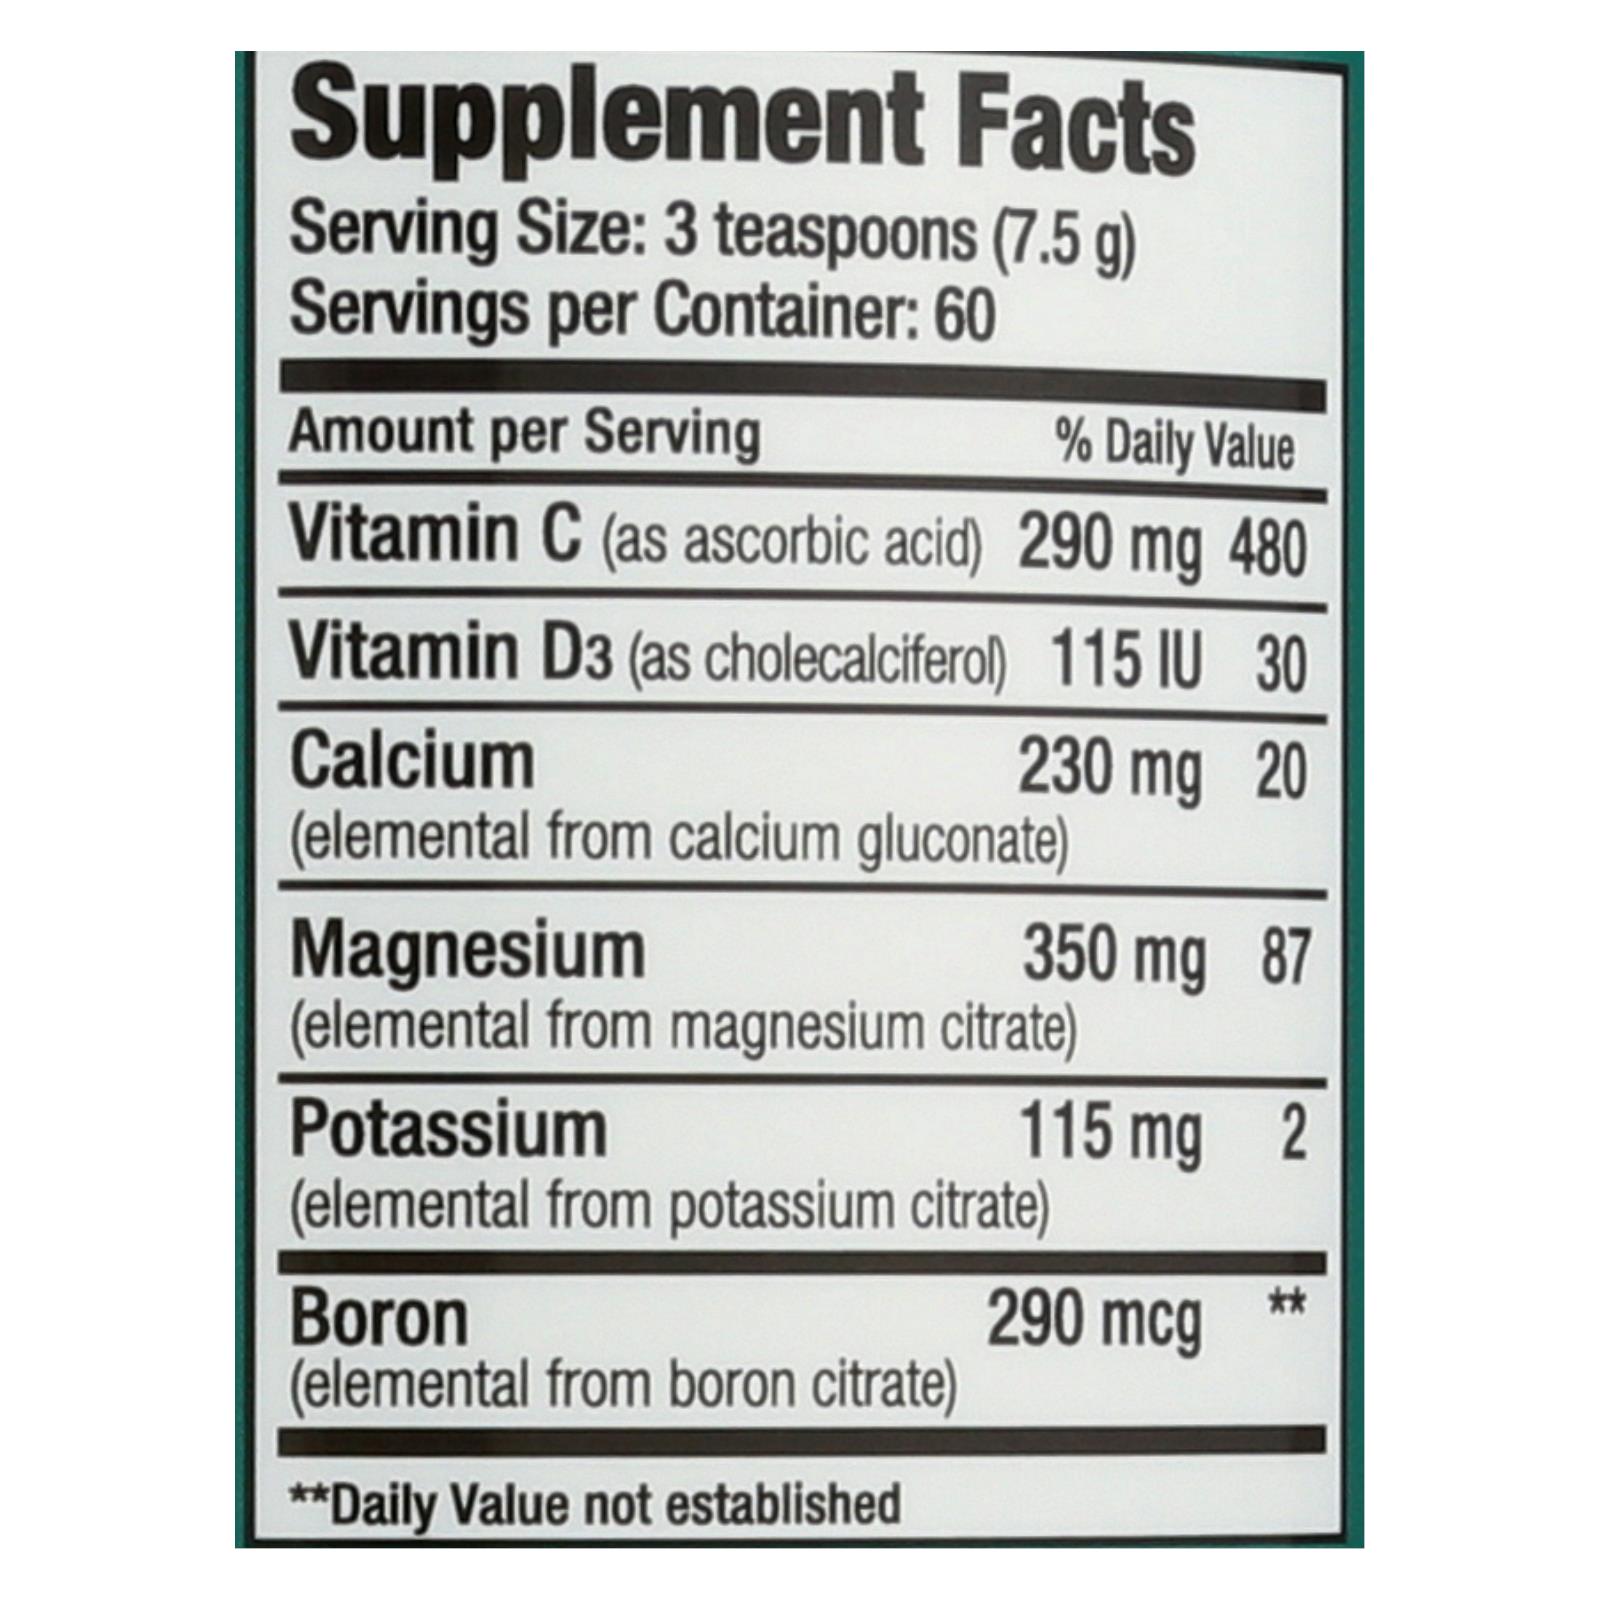 Supplement Facts
Serving Size: 3 teaspoons (7.5 g)
Servings per Container: 60
Amount per Serving % Daily Value
Vitamin C (as ascorbic acid) 290 mg 480
Vitamin D3 (as cholecalciferol) 115 IU 30
Calcium 230 mg 20
(elemental from calcium gluconate)
Magnesium 350 mg 87
(elemental from magnesium citrate)
Potassium 115 mg 2
(elemental from potassium citrate)
Boron 290 mcg **
(elemental from boron citrate)
**Daily Value not established